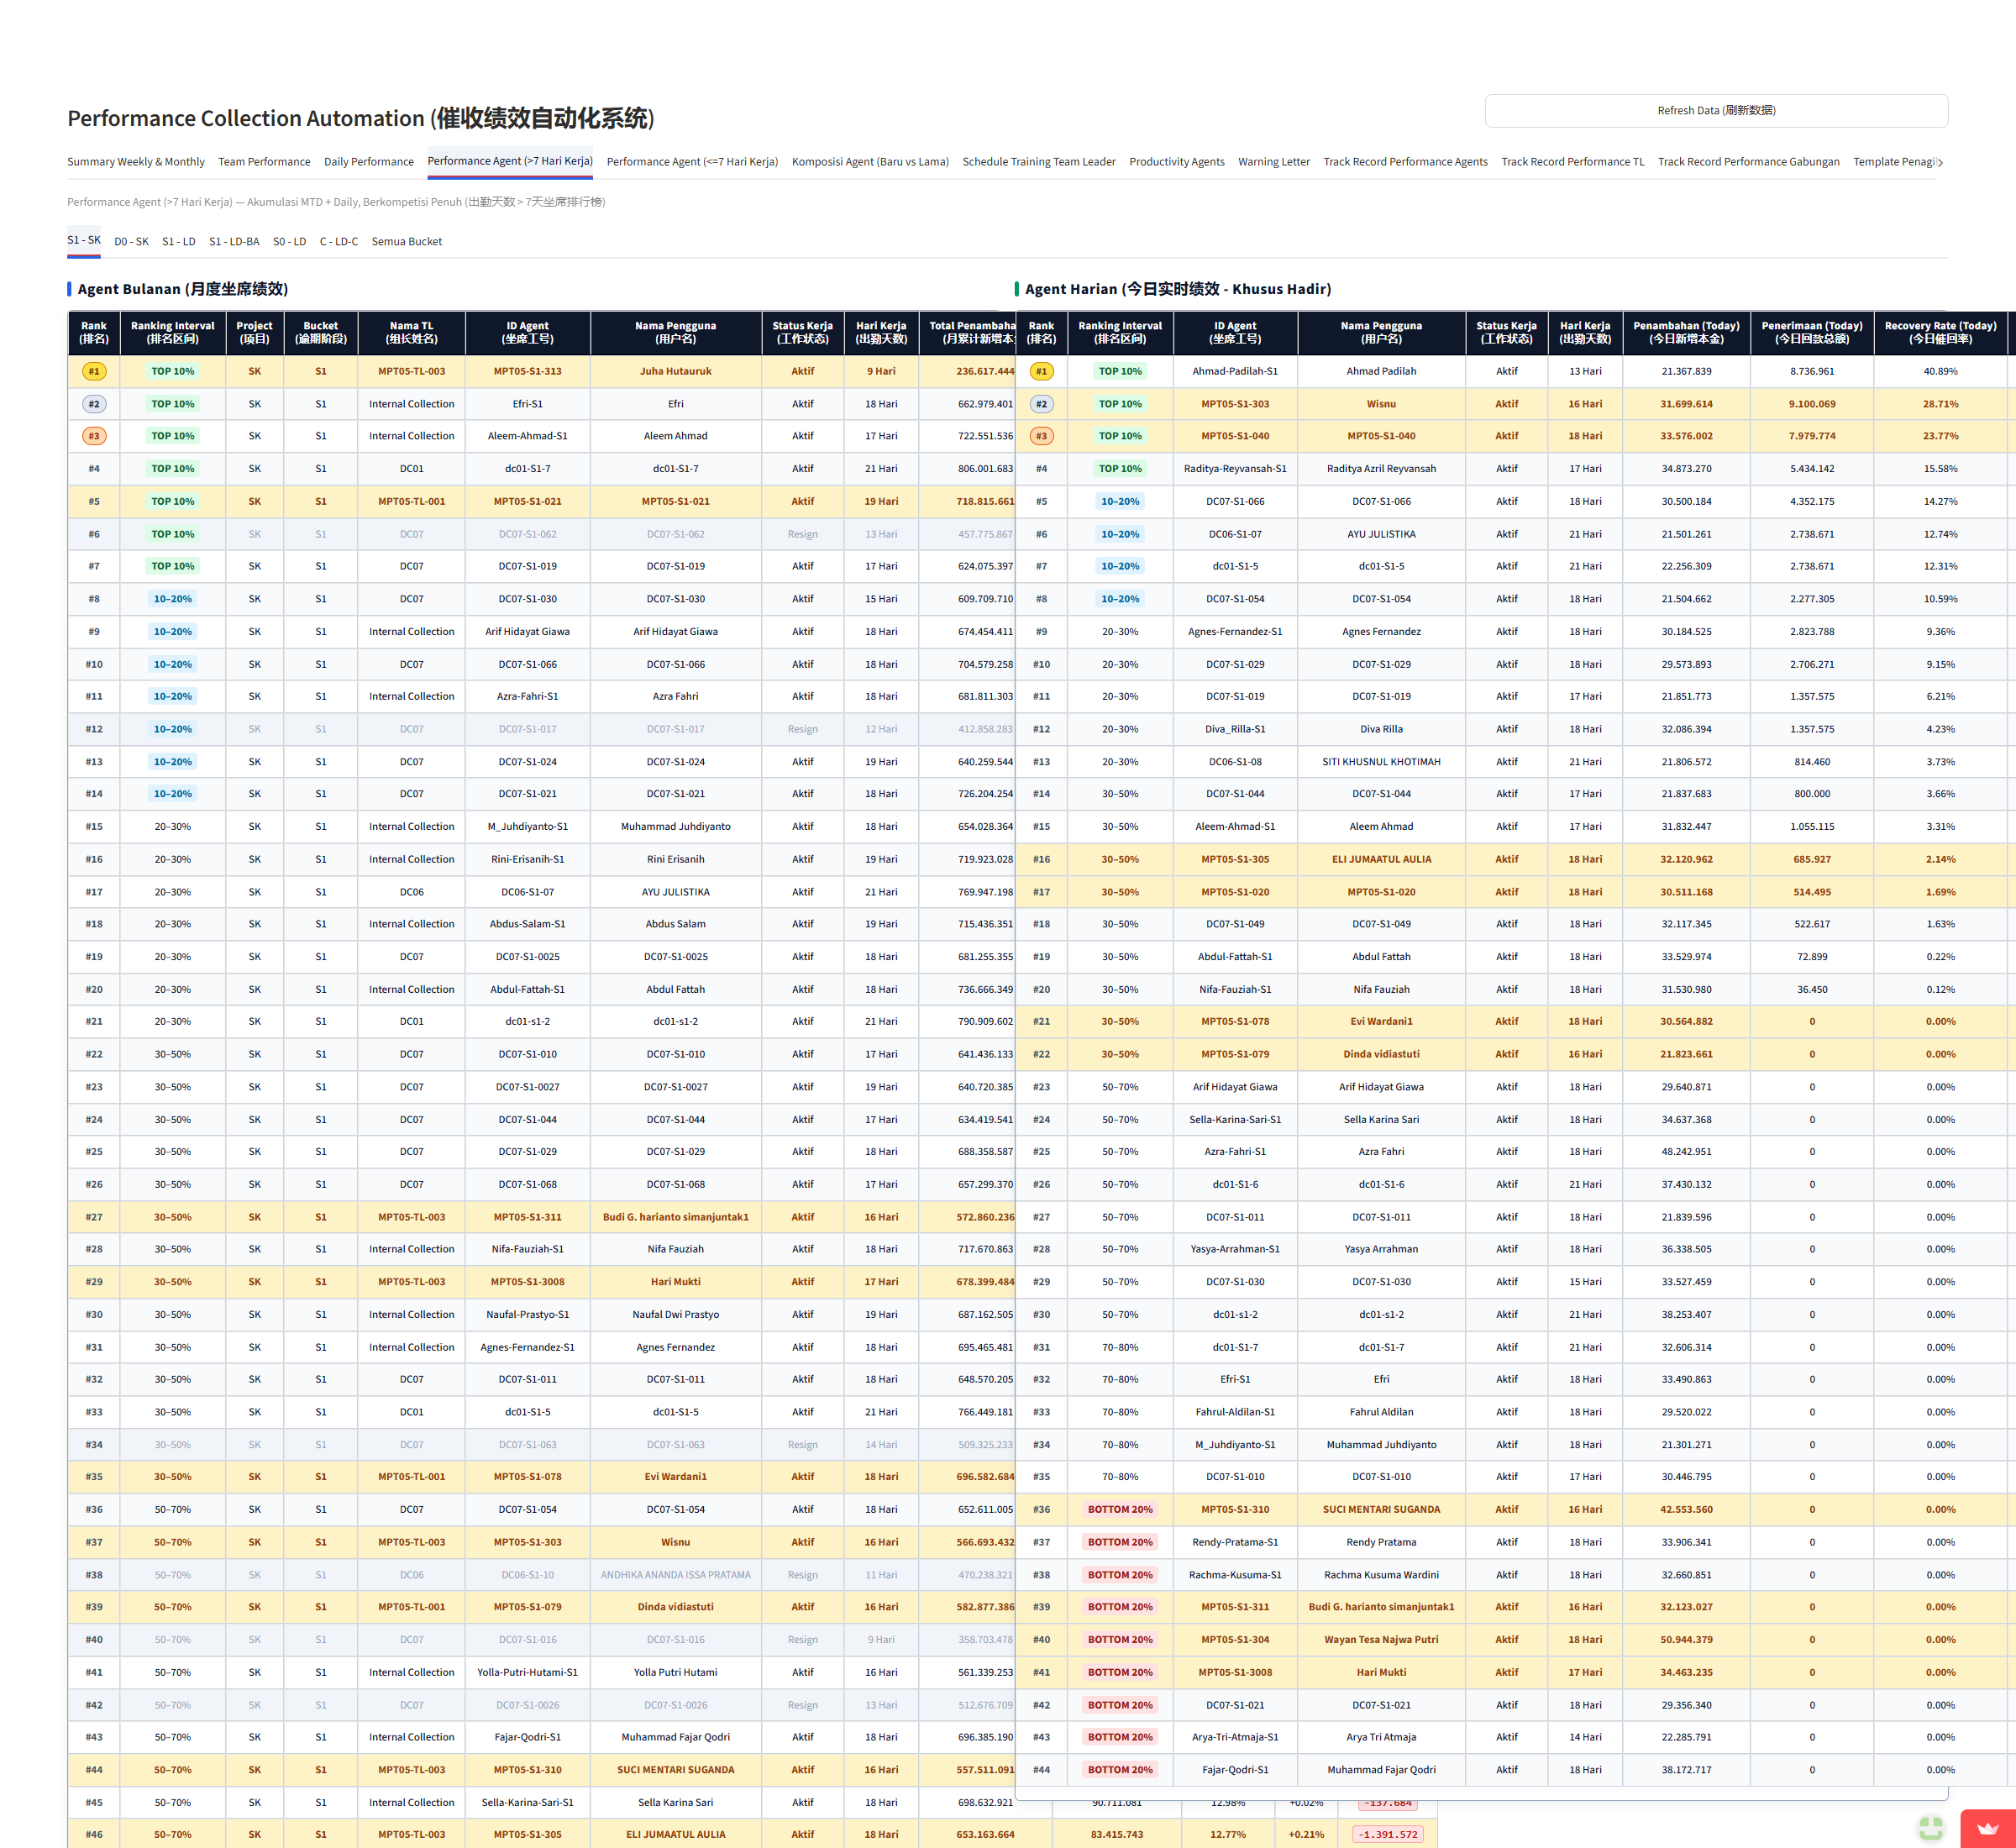 Performance Collection Automation (催收绩效自动化系统)
Refresh Data (刷新数据)
Summary Weekly & Monthly Team Performance Daily Performance Performance Agent (>7 Hari Kerja) Performance Agent (<=7 Hari Kerja) Komposisi Agent (Baru vs Lama) Schedule Training Team Leader Productivity Agents Warning Letter Track Record Performance Agents Track Record Performance TL Track Record Performance Gabungan Template Penagi
Performance Agent (>7 Hari Kerja) — Akumulasi MTD + Daily, Berkompetisi Penuh (出勤天数 > 7天坐席排行榜)
S1 - SK D0 - SK S1 - LD S1 - LD-BA S0 - LD C - LD-C Semua Bucket
Agent Bulanan (月度坐席绩效)
Rank Ranking Interval Project Bucket Nama TL ID Agent Nama Pengguna Status Kerja Hari Kerja Total Penambaha
(排名) (排名区间) (项目) (逾期阶段) (组长姓名) (坐席工号) (用户名) (工作状态) (出勤天数) (月累计新增本
#1 TOP 10% SK S1 MPT05-TL-003 MPT05-S1-313 Juha Hutauruk Aktif 9 Hari 236.617.444
#2 TOP 10% SK S1 Internal Collection Efri-S1 Efri Aktif 18 Hari 662.979.401
#3 TOP 10% SK S1 Internal Collection Aleem-Ahmad-S1 Aleem Ahmad Aktif 17 Hari 722.551.536
#4 TOP 10% SK S1 DC01 dc01-S1-7 dc01-S1-7 Aktif 21 Hari 806.001.683
#5 TOP 10% SK S1 MPT05-TL-001 MPT05-S1-021 MPT05-S1-021 Aktif 19 Hari 718.815.661
#6 TOP 10% SK S1 DC07 DC07-S1-062 DC07-S1-062 Resign 13 Hari 457.775.867
#7 TOP 10% SK S1 DC07 DC07-S1-019 DC07-S1-019 Aktif 17 Hari 624.075.397
#8 10–20% SK S1 DC07 DC07-S1-030 DC07-S1-030 Aktif 15 Hari 609.709.710
#9 10–20% SK S1 Internal Collection Arif Hidayat Giawa Arif Hidayat Giawa Aktif 18 Hari 674.454.411
#10 10–20% SK S1 DC07 DC07-S1-066 DC07-S1-066 Aktif 18 Hari 704.579.258
#11 10–20% SK S1 Internal Collection Azra-Fahri-S1 Azra Fahri Aktif 18 Hari 681.811.303
#12 10–20% SK S1 DC07 DC07-S1-017 DC07-S1-017 Resign 12 Hari 412.858.283
#13 10–20% SK S1 DC07 DC07-S1-024 DC07-S1-024 Aktif 19 Hari 640.259.544
#14 10–20% SK S1 DC07 DC07-S1-021 DC07-S1-021 Aktif 18 Hari 726.204.254
#15 20–30% SK S1 Internal Collection M_Juhdiyanto-S1 Muhammad Juhdiyanto Aktif 18 Hari 654.028.364
#16 20–30% SK S1 Internal Collection Rini-Erisanih-S1 Rini Erisanih Aktif 18 Hari 719.923.028
#17 20–30% SK S1 DC06 DC06-S1-07 AYU JULISTIKA Aktif 21 Hari 769.947.198
#18 20–30% SK S1 Internal Collection Abdus-Salam-S1 Abdus Salam Aktif 19 Hari 715.436.351
#19 20–30% SK S1 DC07 DC07-S1-0025 DC07-S1-0025 Aktif 18 Hari 681.255.355
#20 20–30% SK S1 Internal Collection Abdul-Fattah-S1 Abdul Fattah Aktif 18 Hari 736.666.349
#21 20–30% SK S1 DC01 dc01-s1-2 dc01-s1-2 Aktif 21 Hari 790.909.602
#22 30–50% SK S1 DC07 DC07-S1-010 DC07-S1-010 Aktif 17 Hari 641.436.133
#23 30–50% SK S1 DC07 DC07-S1-0027 DC07-S1-0027 Aktif 19 Hari 640.720.385
#24 30–50% SK S1 DC07 DC07-S1-044 DC07-S1-044 Aktif 17 Hari 634.419.541
#25 30–50% SK S1 DC07 DC07-S1-029 DC07-S1-029 Aktif 18 Hari 688.358.587
#26 30–50% SK S1 DC07 DC07-S1-068 DC07-S1-068 Aktif 17 Hari 657.299.370
#27 30–50% SK S1 MPT05-TL-003 MPT05-S1-311 Budi G. harianto simanjuntak1 Aktif 16 Hari 572.860.236
#28 30–50% SK S1 Internal Collection Nifa-Fauziah-S1 Nifa Fauziah Aktif 18 Hari 717.670.863
#29 30–50% SK S1 MPT05-TL-003 MPT05-S1-3008 Hari Mukti Aktif 17 Hari 678.399.484
#30 30–50% SK S1 Internal Collection Naufal-Prastyo-S1 Naufal Dwi Prastyo Aktif 19 Hari 687.162.505
#31 30–50% SK S1 Internal Collection Agnes-Fernandez-S1 Agnes Fernandez Aktif 18 Hari 695.465.481
#32 30–50% SK S1 DC07 DC07-S1-011 DC07-S1-011 Aktif 18 Hari 648.570.205
#33 30–50% SK S1 DC01 dc01-S1-5 dc01-S1-5 Aktif 21 Hari 766.449.181
#34 30–50% SK S1 DC07 DC07-S1-063 DC07-S1-063 Resign 14 Hari 509.325.233
#35 30–50% SK S1 MPT05-TL-001 MPT05-S1-078 Evi Wardani1 Aktif 18 Hari 696.582.684
#36 50–70% SK S1 DC07 DC07-S1-054 DC07-S1-054 Aktif 18 Hari 652.611.005
#37 50–70% SK S1 MPT05-TL-003 MPT05-S1-303 Wisnu Aktif 16 Hari 566.693.432
#38 50–70% SK S1 DC06 DC06-S1-10 ANDHIKA ANANDA ISSA PRATAMA Resign 11 Hari 470.238.321
#39 50–70% SK S1 MPT05-TL-001 MPT05-S1-079 Dinda vidiastuti Aktif 16 Hari 582.877.386
#40 50–70% SK S1 DC07 DC07-S1-016 DC07-S1-016 Resign 9 Hari 358.703.478
#41 50–70% SK S1 Internal Collection Yolla-Putri-Hutami-S1 Yolla Putri Hutami Aktif 16 Hari 561.339.253
#42 50–70% SK S1 DC07 DC07-S1-0026 DC07-S1-0026 Resign 13 Hari 512.676.709
#43 50–70% SK S1 Internal Collection Fajar-Qodri-S1 Muhammad Fajar Qodri Aktif 18 Hari 696.385.190
#44 50–70% SK S1 MPT05-TL-003 MPT05-S1-310 SUCI MENTARI SUGANDA Aktif 16 Hari 557.511.091
#45 50–70% SK S1 Internal Collection Sella-Karina-Sari-S1 Sella Karina Sari Aktif 18 Hari 698.632.921 90.711.081 12.98% +0.02% -137.684
#46 50–70% SK S1 MPT05-TL-003 MPT05-S1-305 ELI JUMAATUL AULIA Aktif 18 Hari 653.163.664 83.415.743 12.77% +0.21% -1.391.572
Agent Harian (今日实时绩效 - Khusus Hadir)
Rank Ranking Interval ID Agent Nama Pengguna Status Kerja Hari Kerja Penambahan (Today) Penerimaan (Today) Recovery Rate (Today)
(排名) (排名区间) (坐席工号) (用户名) (工作状态) (出勤天数) (今日新增本金) (今日回款总额) (今日催回率)
#1 TOP 10% Ahmad-Padilah-S1 Ahmad Padilah Aktif 13 Hari 21.367.839 8.736.961 40.89%
#2 TOP 10% MPT05-S1-303 Wisnu Aktif 16 Hari 31.699.614 9.100.069 28.71%
#3 TOP 10% MPT05-S1-040 MPT05-S1-040 Aktif 18 Hari 33.576.002 7.979.774 23.77%
#4 TOP 10% Raditya-Reyvansah-S1 Raditya Azril Reyvansah Aktif 17 Hari 34.873.270 5.434.142 15.58%
#5 10–20% DC07-S1-066 DC07-S1-066 Aktif 18 Hari 30.500.184 4.352.175 14.27%
#6 10–20% DC06-S1-07 AYU JULISTIKA Aktif 21 Hari 21.501.261 2.738.671 12.74%
#7 10–20% dc01-S1-5 dc01-S1-5 Aktif 21 Hari 22.256.309 2.738.671 12.31%
#8 10–20% DC07-S1-054 DC07-S1-054 Aktif 18 Hari 21.504.662 2.277.305 10.59%
#9 20–30% Agnes-Fernandez-S1 Agnes Fernandez Aktif 18 Hari 30.184.525 2.823.788 9.36%
#10 20–30% DC07-S1-029 DC07-S1-029 Aktif 18 Hari 29.573.893 2.706.271 9.15%
#11 20–30% DC07-S1-019 DC07-S1-019 Aktif 17 Hari 21.851.773 1.357.575 6.21%
#12 20–30% Diva_Rilla-S1 Diva Rilla Aktif 18 Hari 32.086.394 1.357.575 4.23%
#13 20–30% DC06-S1-08 SITI KHUSNUL KHOTIMAH Aktif 21 Hari 21.806.572 814.460 3.73%
#14 30–50% DC07-S1-044 DC07-S1-044 Aktif 17 Hari 21.837.683 800.000 3.66%
#15 30–50% Aleem-Ahmad-S1 Aleem Ahmad Aktif 17 Hari 31.832.447 1.055.115 3.31%
#16 30–50% MPT05-S1-305 ELI JUMAATUL AULIA Aktif 18 Hari 32.120.962 685.927 2.14%
#17 30–50% MPT05-S1-020 MPT05-S1-020 Aktif 18 Hari 30.511.168 514.495 1.69%
#18 30–50% DC07-S1-049 DC07-S1-049 Aktif 18 Hari 32.117.345 522.617 1.63%
#19 30–50% Abdul-Fattah-S1 Abdul Fattah Aktif 18 Hari 33.529.974 72.899 0.22%
#20 30–50% Nifa-Fauziah-S1 Nifa Fauziah Aktif 18 Hari 31.530.980 36.450 0.12%
#21 30–50% MPT05-S1-078 Evi Wardani1 Aktif 18 Hari 30.564.882 0 0.00%
#22 30–50% MPT05-S1-079 Dinda vidiastuti Aktif 16 Hari 21.823.661 0 0.00%
#23 50–70% Arif Hidayat Giawa Arif Hidayat Giawa Aktif 18 Hari 29.640.871 0 0.00%
#24 50–70% Sella-Karina-Sari-S1 Sella Karina Sari Aktif 18 Hari 34.637.368 0 0.00%
#25 50–70% Azra-Fahri-S1 Azra Fahri Aktif 18 Hari 48.242.951 0 0.00%
#26 50–70% dc01-S1-6 dc01-S1-6 Aktif 21 Hari 37.430.132 0 0.00%
#27 50–70% DC07-S1-011 DC07-S1-011 Aktif 18 Hari 21.839.596 0 0.00%
#28 50–70% Yasya-Arrahman-S1 Yasya Arrahman Aktif 18 Hari 36.338.505 0 0.00%
#29 50–70% DC07-S1-030 DC07-S1-030 Aktif 15 Hari 33.527.459 0 0.00%
#30 50–70% dc01-s1-2 dc01-s1-2 Aktif 21 Hari 38.253.407 0 0.00%
#31 70–80% dc01-S1-7 dc01-S1-7 Aktif 21 Hari 32.606.314 0 0.00%
#32 70–80% Efri-S1 Efri Aktif 18 Hari 33.490.863 0 0.00%
#33 70–80% Fahrul-Aldilan-S1 Fahrul Aldilan Aktif 18 Hari 29.520.022 0 0.00%
#34 70–80% M_Juhdiyanto-S1 Muhammad Juhdiyanto Aktif 18 Hari 21.301.271 0 0.00%
#35 70–80% DC07-S1-010 DC07-S1-010 Aktif 17 Hari 30.446.795 0 0.00%
#36 BOTTOM 20% MPT05-S1-310 SUCI MENTARI SUGANDA Aktif 16 Hari 42.553.560 0 0.00%
#37 BOTTOM 20% Rendy-Pratama-S1 Rendy Pratama Aktif 18 Hari 33.906.341 0 0.00%
#38 BOTTOM 20% Rachma-Kusuma-S1 Rachma Kusuma Wardini Aktif 18 Hari 32.660.851 0 0.00%
#39 BOTTOM 20% MPT05-S1-311 Budi G. harianto simanjuntak1 Aktif 16 Hari 32.123.027 0 0.00%
#40 BOTTOM 20% MPT05-S1-304 Wayan Tesa Najwa Putri Aktif 18 Hari 50.944.379 0 0.00%
#41 BOTTOM 20% MPT05-S1-3008 Hari Mukti Aktif 17 Hari 34.463.235 0 0.00%
#42 BOTTOM 20% DC07-S1-021 DC07-S1-021 Aktif 18 Hari 29.356.340 0 0.00%
#43 BOTTOM 20% Arya-Tri-Atmaja-S1 Arya Tri Atmaja Aktif 14 Hari 22.285.791 0 0.00%
#44 BOTTOM 20% Fajar-Qodri-S1 Muhammad Fajar Qodri Aktif 18 Hari 38.172.717 0 0.00%